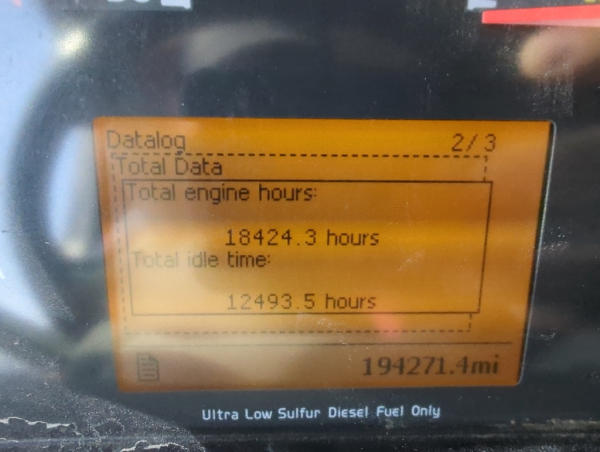 Datalog 2/3
Total Data
Total engine hours:
18424.3 hours
Total idle time:
12493.5 hours
194271.4mi
Ultra Low Sulfur Diesel Fuel Only